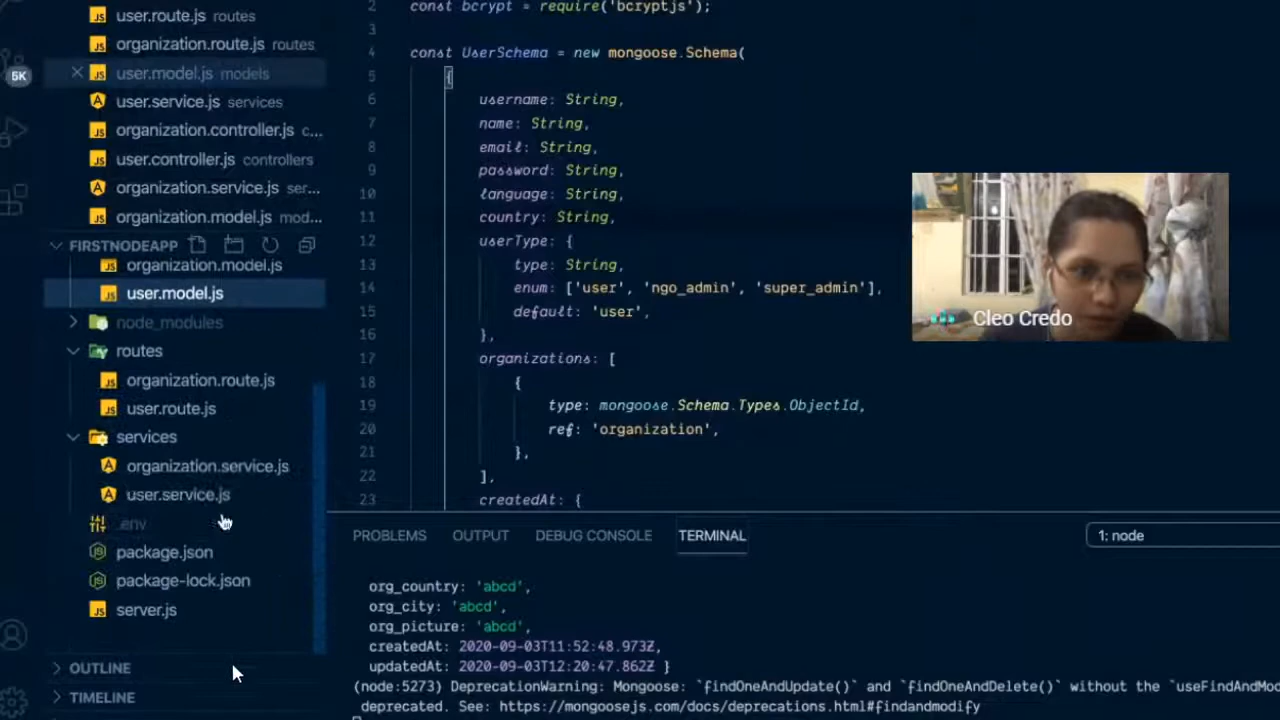 user.route.js routes
organization.route.js routes
user.model.js models
user.service.js services
organization.controller.js c...
user.controller.js controllers
organization.service.js ser...
organization.model.js mod...
FIRSTNODEAPP
organization.model.js
user.model.js
node_modules
routes
organization.route.js
user.route.js
services
organization.service.js
user.service.js
.env
package.json
package-lock.json
server.js
OUTLINE
TIMELINE
5K
2 const bcrypt = require('bcryptjs');
3
4 const UserSchema = new mongoose.Schema(
5 {
6 username: String,
7 name: String,
8 email: String,
9 password: String,
10 language: String,
11 country: String,
12 userType: {
13 type: String,
14 enum: ['user', 'ngo_admin', 'super_admin'],
15 default: 'user',
16 },
17 organizations: [
18 {
19 type: mongoose.Schema.Types.ObjectId,
20 ref: 'organization',
21 },
22 ],
23 createdAt: {
Cleo Credo
PROBLEMS OUTPUT DEBUG CONSOLE TERMINAL 1: node
org_country: 'abcd',
org_city: 'abcd',
org_picture: 'abcd',
createdAt: 2020-09-03T11:52:48.973Z,
updatedAt: 2020-09-03T12:20:47.862Z }
(node:5273) DeprecationWarning: Mongoose: `findOneAndUpdate()` and `findOneAndDelete()` without the `useFindAndMo
deprecated. See: https://mongoosejs.com/docs/deprecations.html#findandmodify